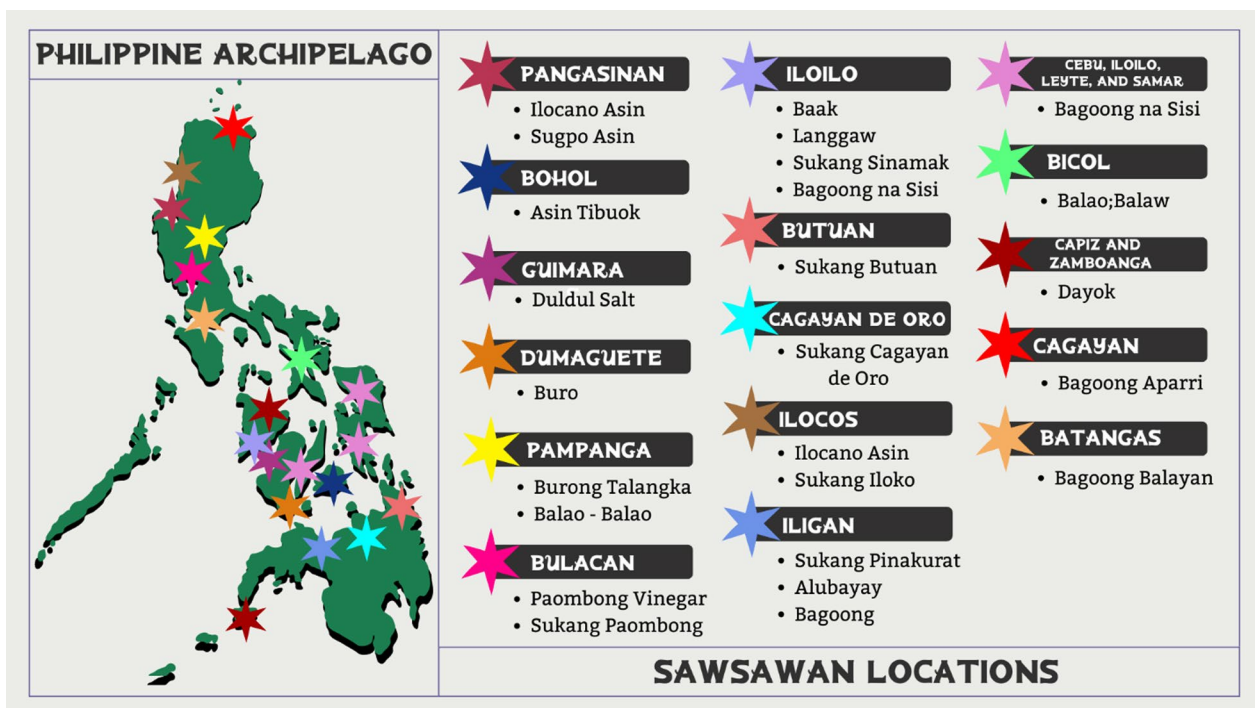 PHILIPPINE ARCHIPELAGO
PANGASINAN
• Ilocano Asin
• Sugpo Asin
BOHOL
• Asin Tibuok
GUIMARA
• Duldul Salt
DUMAGUETE
• Buro
PAMPANGA
• Burong Talangka
• Balao - Balao
BULACAN
• Paombong Vinegar
• Sukang Paombong
ILOILO
• Baak
• Langgaw
• Sukang Sinamak
• Bagoong na Sisi
BUTUAN
• Sukang Butuan
CAGAYAN DE ORO
• Sukang Cagayan
de Oro
ILOCOS
• Ilocano Asin
• Sukang Iloko
ILIGAN
• Sukang Pinakurat
• Alubayay
• Bagoong
CEBU, ILOILO,
LEYTE, AND SAMAR
• Bagoong na Sisi
BICOL
• Balao;Balaw
CAPIZ AND
ZAMBOANGA
• Dayok
CAGAYAN
• Bagoong Aparri
BATANGAS
• Bagoong Balayan
SAWSAWAN LOCATIONS